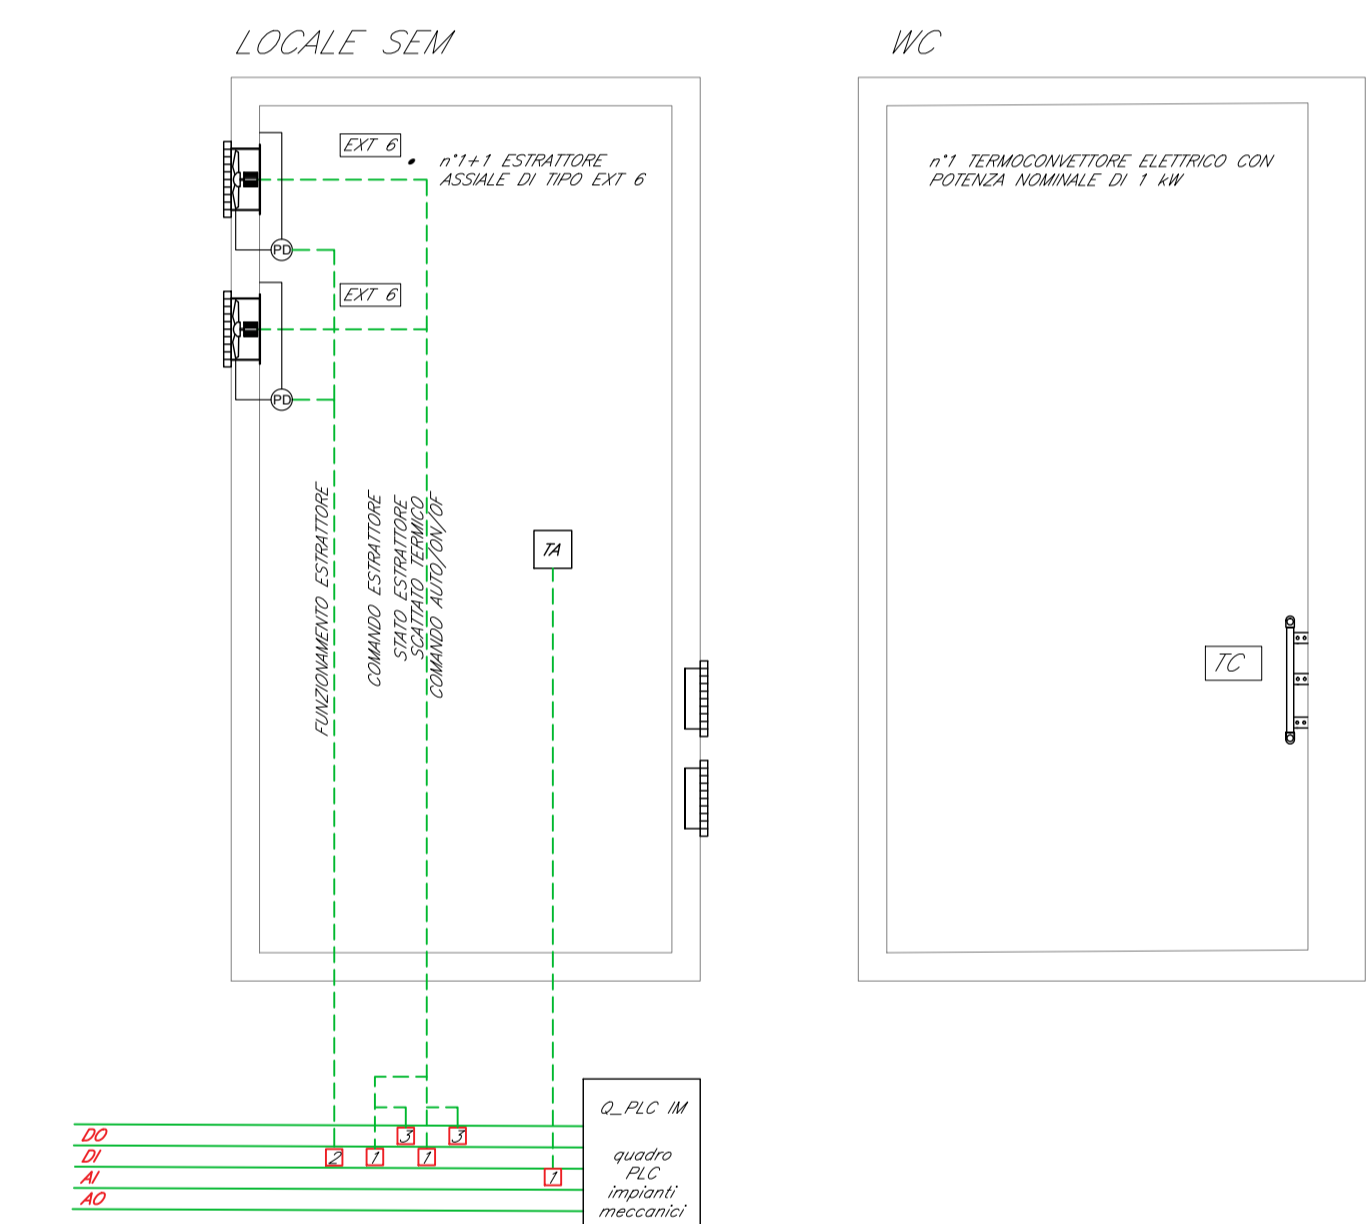 LOCALE SEM
WC
EXT 6
n°1+1 ESTRATTORE
ASSIALE DI TIPO EXT 6
n°1 TERMOCONVETTORE ELETTRICO CON
POTENZA NOMINALE DI 1 kW
PD
EXT 6
PD
FUNZIONAMENTO ESTRATTORE
COMANDO ESTRATTORE
STATO ESTRATTORE
SCATTATO TERMICO
COMANDO AUTO/ON/OF
TA
TC
Q_PLC IM
quadro
PLC
impianti
meccanici
DO
3
3
DI
2
1
1
AI
1
AO